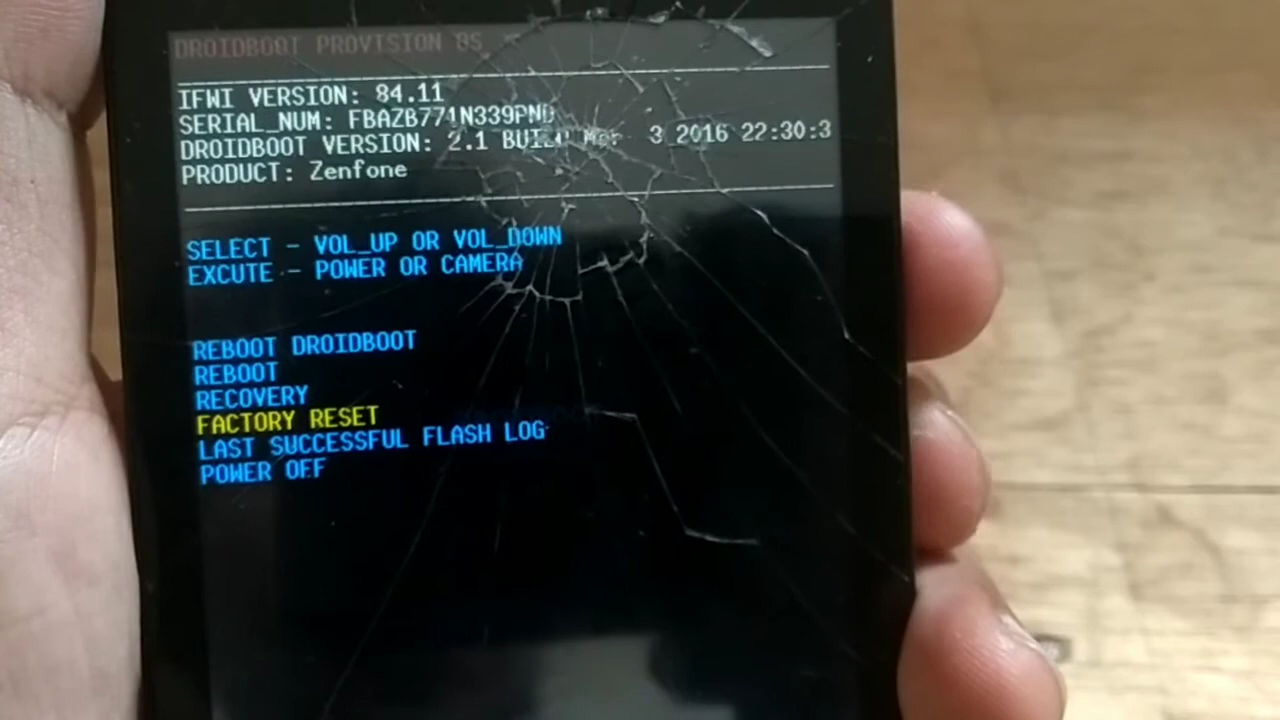 DROIDBOOT PROVISION OS
IFWI VERSION: 84.11
SERIAL_NUM: FBAZB771N339PND
DROIDBOOT VERSION: 2.1 BUILD Mar 3 2016 22:30:3
PRODUCT: Zenfone
SELECT - VOL_UP OR VOL_DOWN
EXCUTE - POWER OR CAMERA
REBOOT DROIDBOOT
REBOOT
RECOVERY
FACTORY RESET
LAST SUCCESSFUL FLASH LOG
POWER OFF